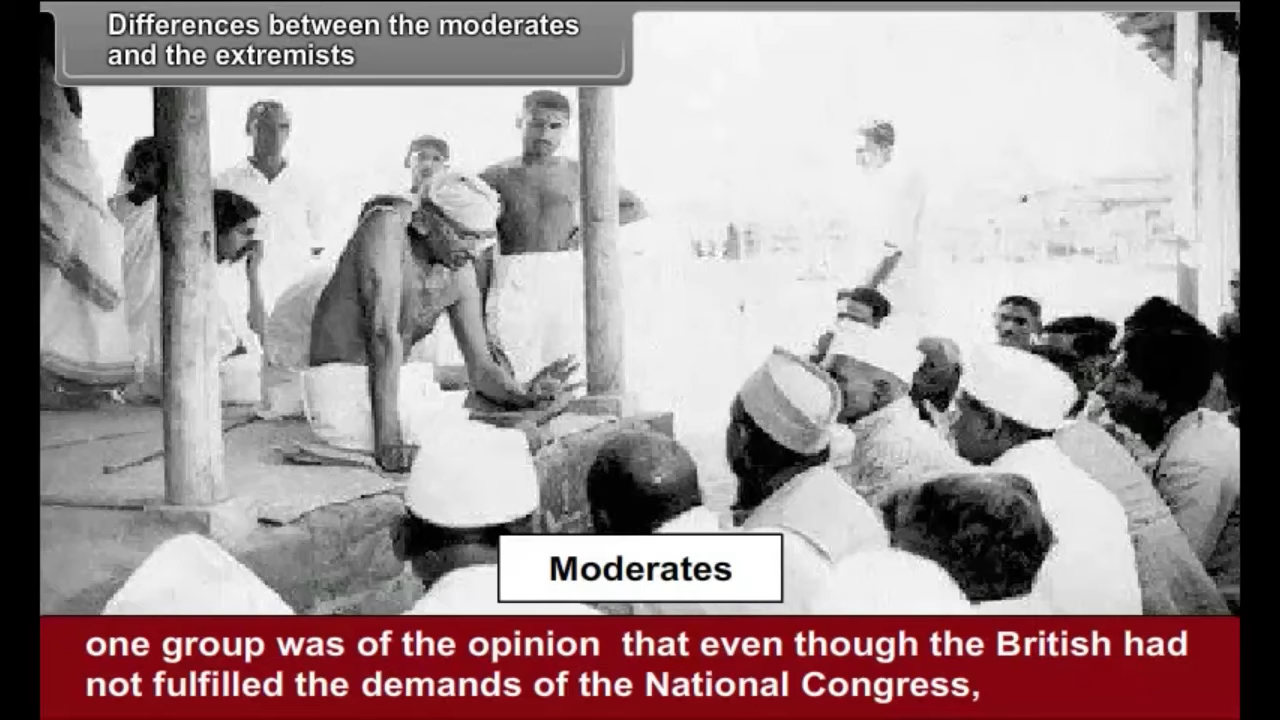 Differences between the moderates
and the extremists
Moderates
one group was of the opinion that even though the British had
not fulfilled the demands of the National Congress,